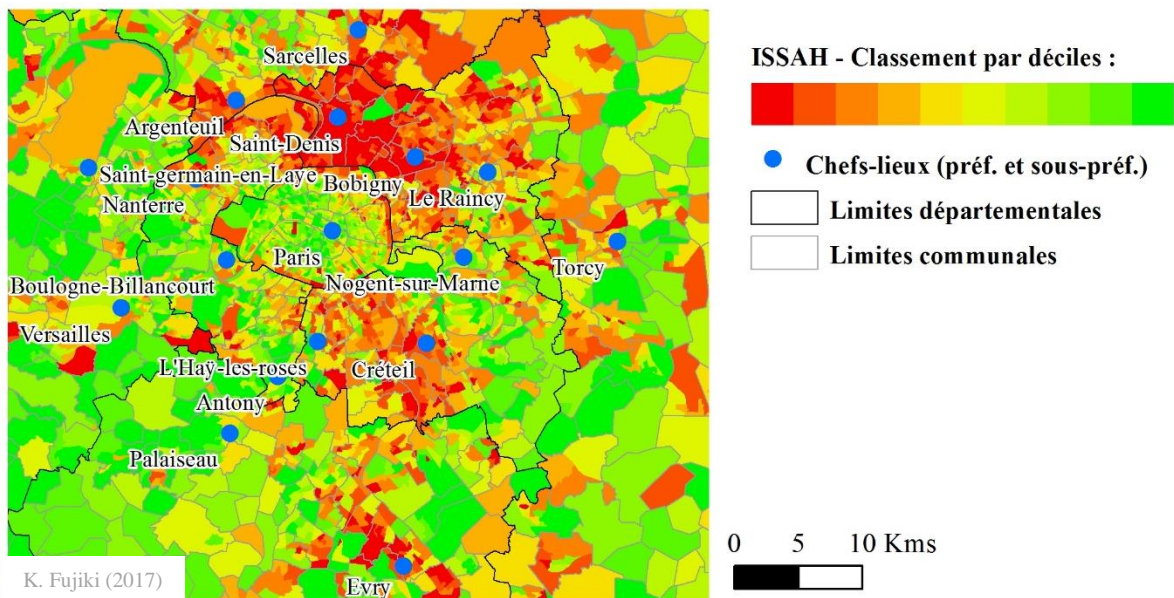 Sarcelles
Argenteuil
Saint-Denis
Saint-germain-en-Laye
Bobigny
Nanterre
Le Raincy
Paris
Torcy
Boulogne-Billancourt
Nogent-sur-Marne
Versailles
L'Haÿ-les-roses
Créteil
Antony
Palaiseau
Evry
K. Fujiki (2017)
ISSAH - Classement par déciles :
Chefs-lieux (préf. et sous-préf.)
Limites départementales
Limites communales
0 5 10 Kms